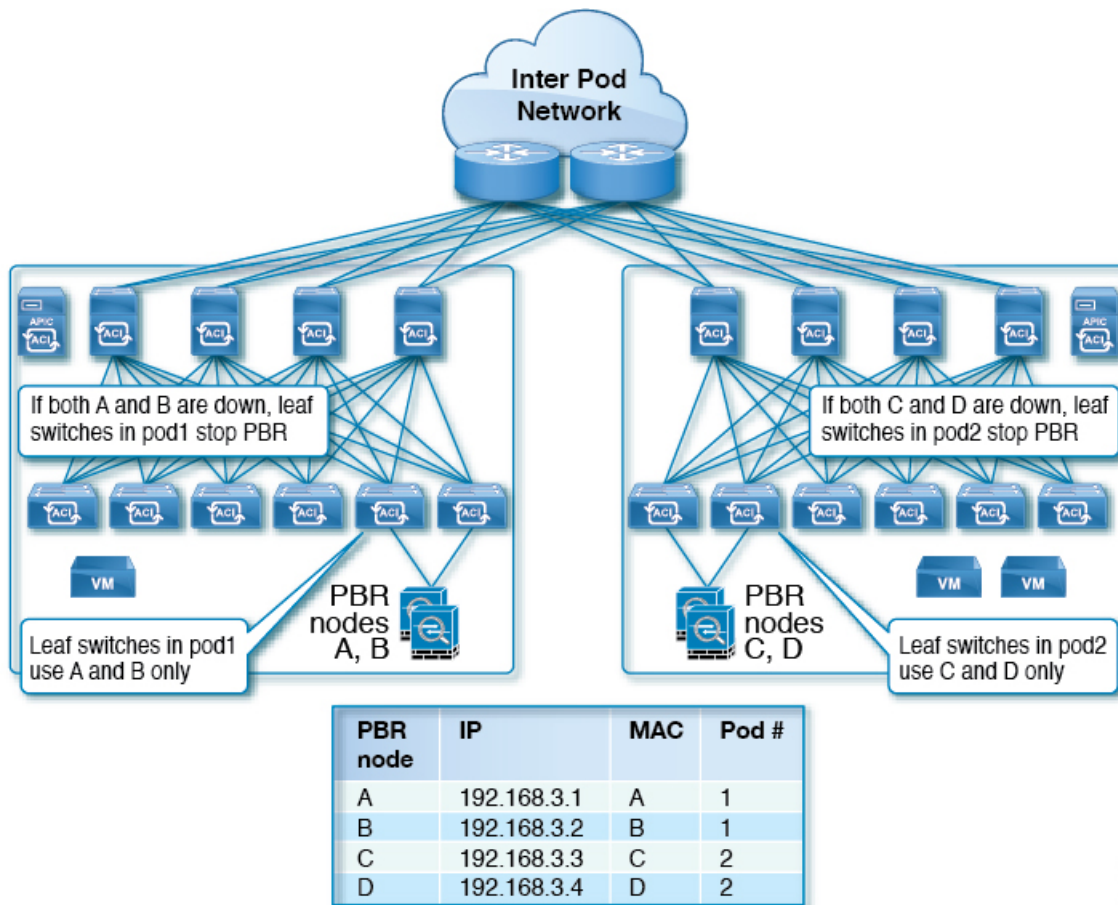 Inter Pod
Network
APIC
ACI
ACI
ACI
ACI
ACI
ACI
ACI
ACI
ACI
APIC
ACI
If both A and B are down, leaf
switches in pod1 stop PBR
If both C and D are down, leaf
switches in pod2 stop PBR
ACI
ACI
ACI
ACI
ACI
ACI
ACI
ACI
ACI
ACI
ACI
ACI
VM
VM
VM
PBR
nodes
A, B
PBR
nodes
C, D
Leaf switches in pod1
use A and B only
Leaf switches in pod2
use C and D only
PBR node IP MAC Pod #
A 192.168.3.1 A 1
B 192.168.3.2 B 1
C 192.168.3.3 C 2
D 192.168.3.4 D 2